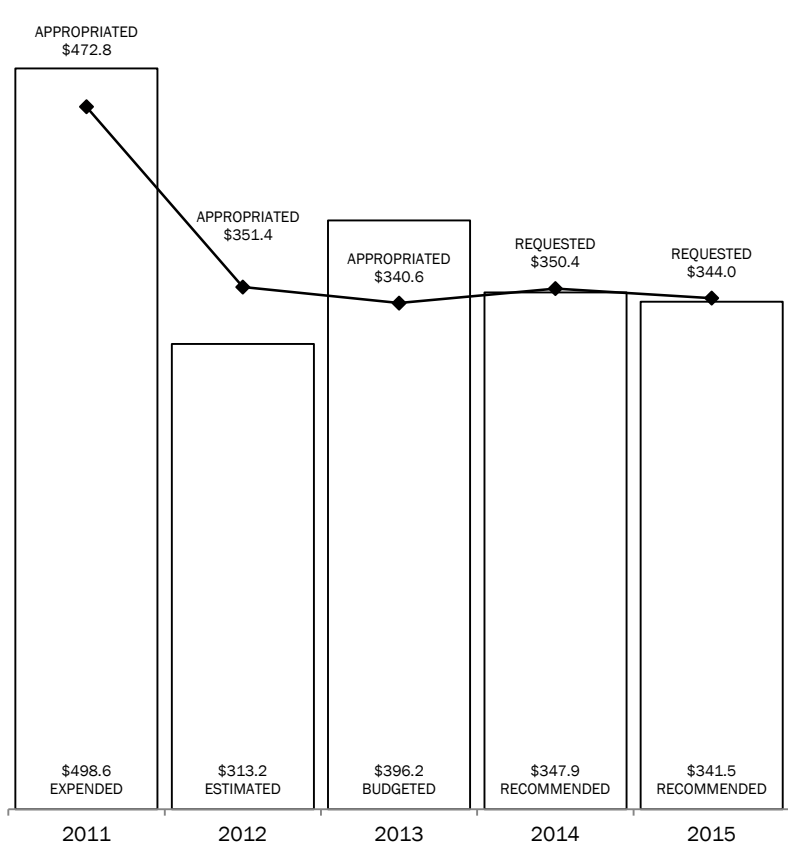 APPROPRIATED
$472.8
APPROPRIATED
$351.4
APPROPRIATED
$340.6
REQUESTED
$350.4
REQUESTED
$344.0
$498.6
EXPENDED
$313.2
ESTIMATED
$396.2
BUDGETED
$347.9
RECOMMENDED
$341.5
RECOMMENDED
2011
2012
2013
2014
2015